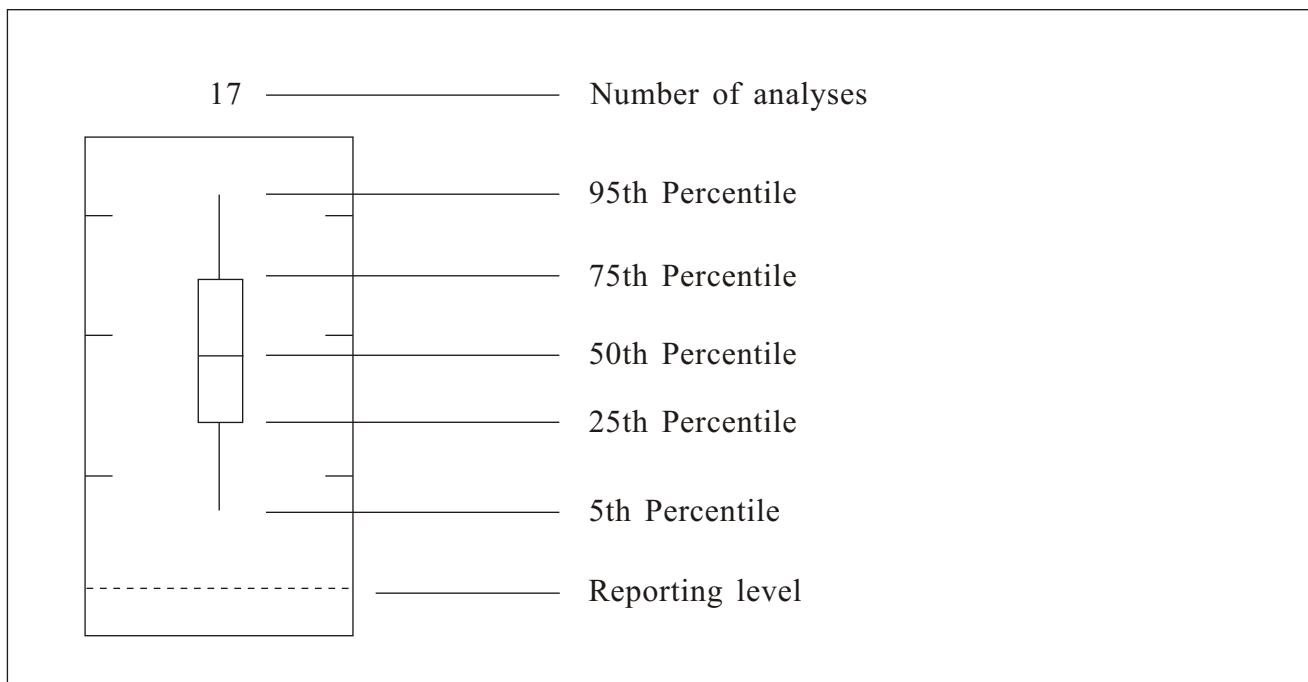 17 Number of analyses
95th Percentile
75th Percentile
50th Percentile
25th Percentile
5th Percentile
Reporting level